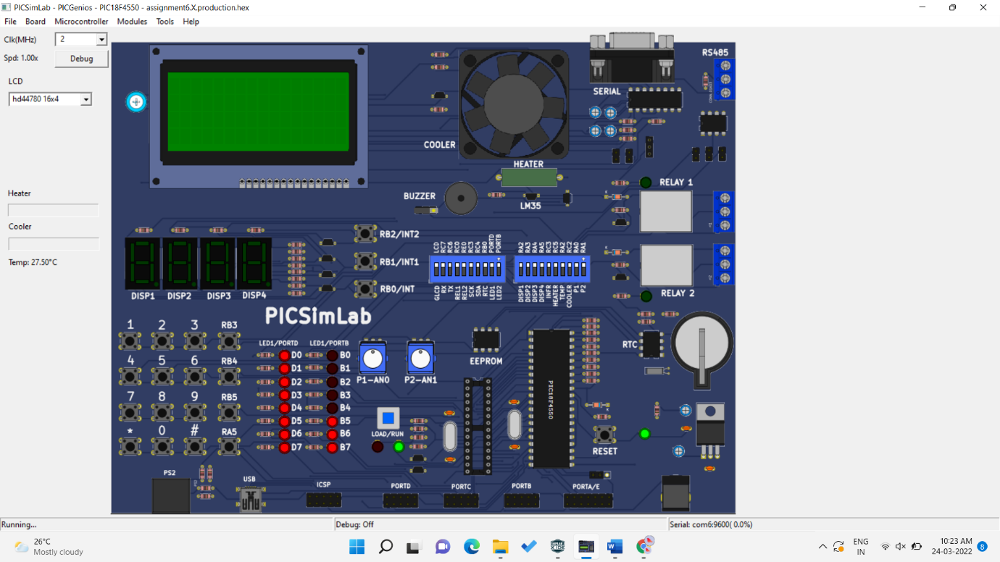 PICSimLab - PICGenios - PIC18F4550 - assignment6.X.production.hex
File Board Microcontroller Modules Tools Help
Clk(MHz) 2
Spd: 1.00x Debug
LCD
hd44780 16x4
Heater
Cooler
Temp: 27.50°C
RS485
SERIAL
COOLER
HEATER
BUZZER
LM35
RELAY 1
RB2/INT2
RB1/INT1
RB0/INT
LCD RC7 RC6 RC0 RE0 RC3 RC4 RB0 PORTD PORTB
GLCD RX TX REL1 REL2 SCK SDA RTC LED1 LED2
RA2 RA3 RA4 RA5 RC3 RC5 RA2 RC2 RA0 RA1
DISP1 DISP2 DISP3 DISP4 INFR HEATER TEMP COOLER P1 P2
RELAY 2
DISP1 DISP2 DISP3 DISP4
PICSimLab
1 2 3 RB3
4 5 6 RB4
7 8 9 RB5
* 0 # RA5
LED1/PORTD LED1/PORTB
D0 B0
D1 B1
D2 B2
D3 B3
D4 B4
D5 B5
D6 B6
D7 B7
P1-AN0 P2-AN1
EEPROM
RTC
PIC18F4550
LOAD/RUN
RESET
PS2
USB
ICSP
PORTD
PORTC
PORTB
PORTA/E
Running...
Debug: Off
Serial: com6:9600( 0.0%)
26°C
Mostly cloudy
ENG
IN
10:23 AM
24-03-2022
8